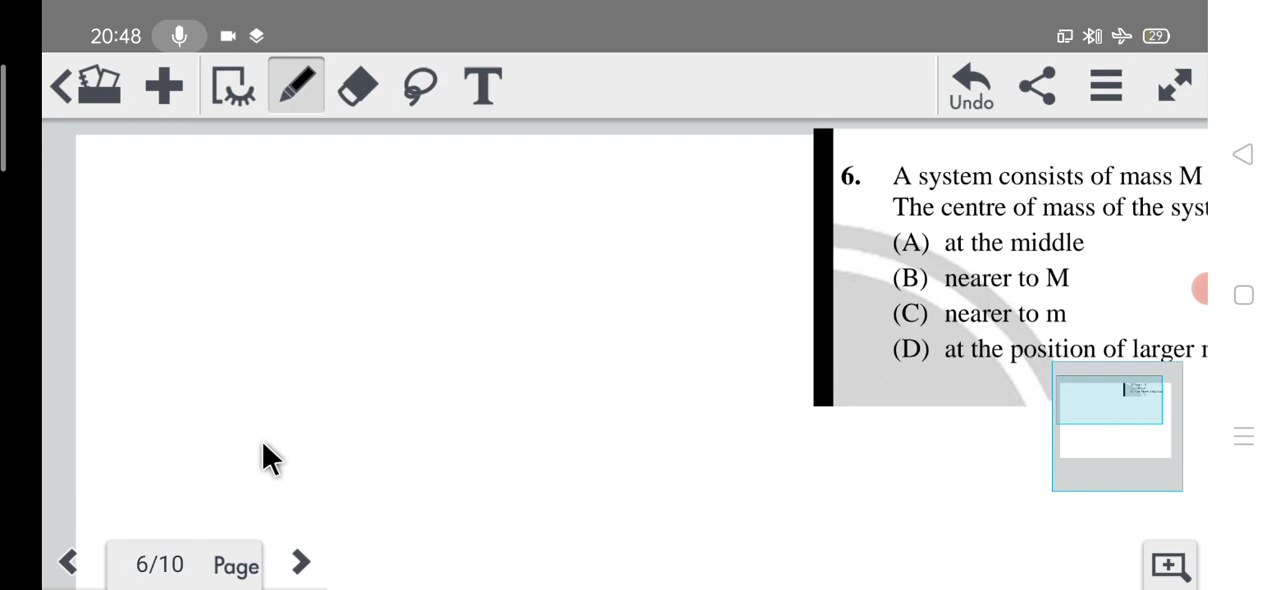 20:48
29
T
Undo
6. A system consists of mass M
The centre of mass of the syst
(A) at the middle
(B) nearer to M
(C) nearer to m
(D) at the position of larger
6/10 Page